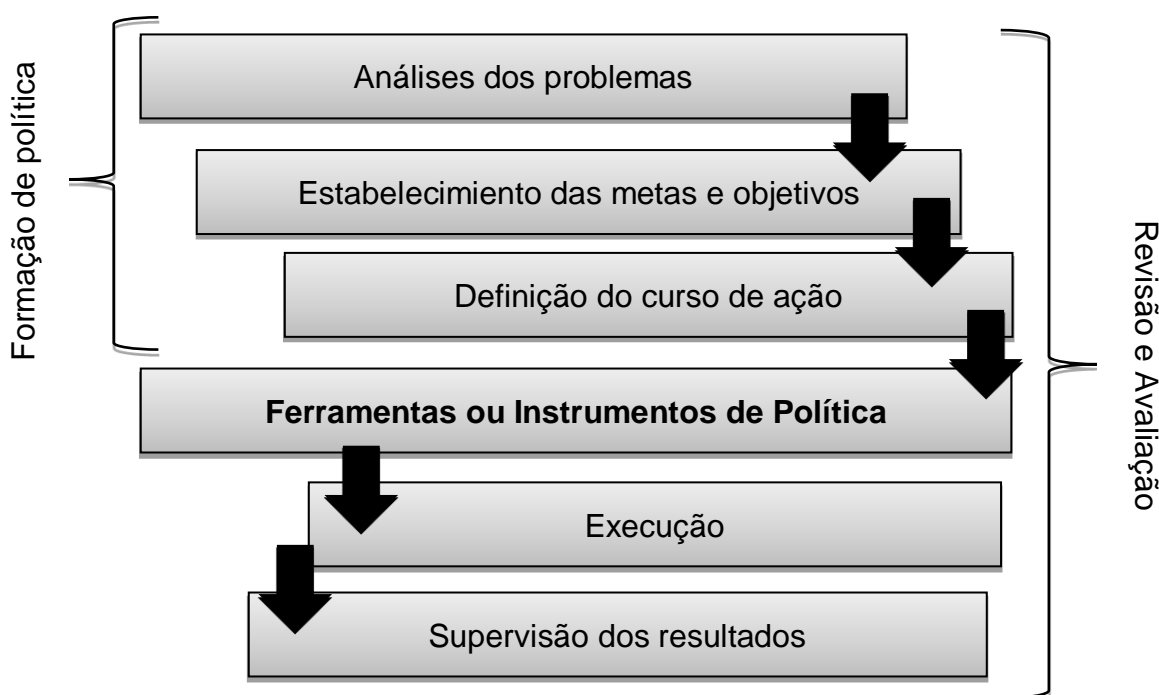 Formação de política
Análises dos problemas
Estabelecimiento das metas e objetivos
Definição do curso de ação
Ferramentas ou Instrumentos de Política
Execução
Supervisão dos resultados
Revisão e Avaliação